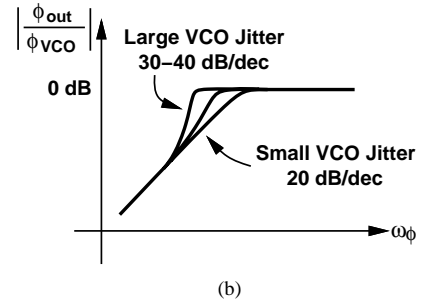 ϕout
ϕVCO
Large VCO Jitter
30–40 dB/dec
0 dB
Small VCO Jitter
20 dB/dec
ωϕ
(b)